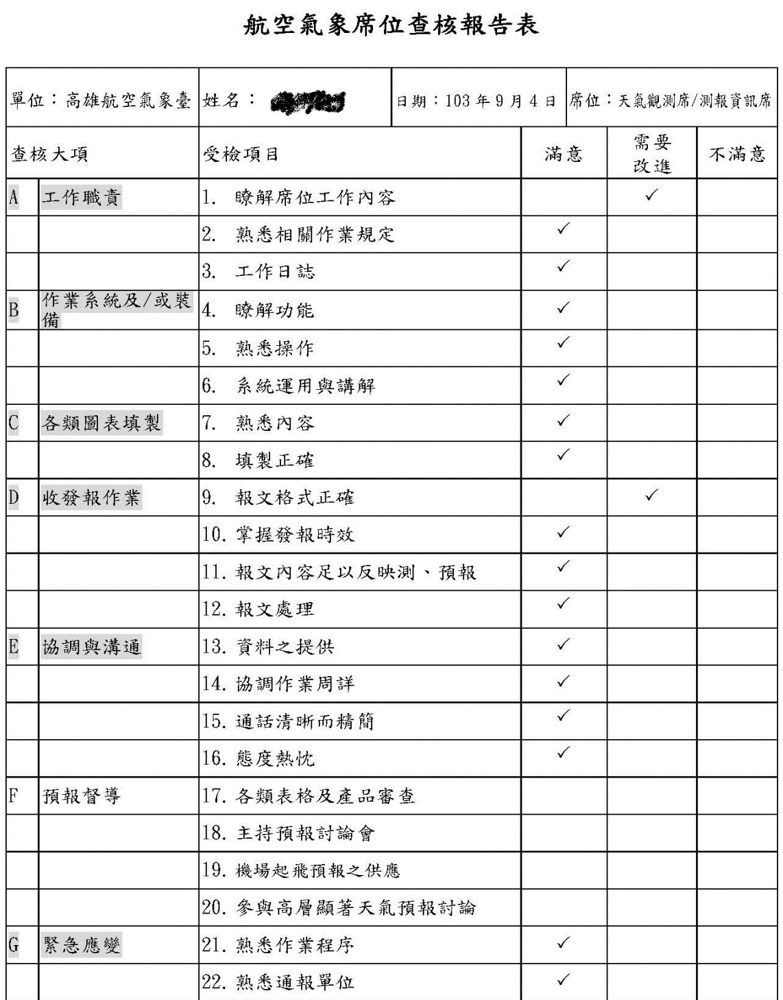 航空氣象席位查核報告表
單位：高雄航空氣象臺 姓名： 日期：103 年 9 月 4 日 席位：天氣觀測席/測報資訊席
查核大項 受檢項目 滿意 需要改進 不滿意
A 工作職責 1. 瞭解席位工作內容 ✓
2. 熟悉相關作業規定 ✓
3. 工作日誌 ✓
B 作業系統及/或裝備 4. 瞭解功能 ✓
5. 熟悉操作 ✓
6. 系統運用與講解 ✓
C 各類圖表填製 7. 熟悉內容 ✓
8. 填製正確 ✓
D 收發報作業 9. 報文格式正確 ✓
10. 掌握發報時效 ✓
11. 報文內容足以反映測、預報 ✓
12. 報文處理 ✓
E 協調與溝通 13. 資料之提供 ✓
14. 協調作業周詳 ✓
15. 通話清晰而精簡 ✓
16. 態度熱忱 ✓
F 預報督導 17. 各類表格及產品審查
18. 主持預報討論會
19. 機場起飛預報之供應
20. 參與高層顯著天氣預報討論
G 緊急應變 21. 熟悉作業程序 ✓
22. 熟悉通報單位 ✓